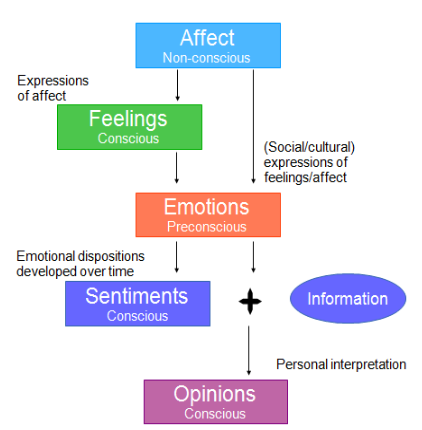 Affect
Non-conscious
Expressions
of affect
Feelings
Conscious
(Social/cultural)
expressions of
feelings/affect
Emotions
Preconscious
Emotional dispositions
developed over time
Sentiments
Conscious
Information
Personal interpretation
Opinions
Conscious